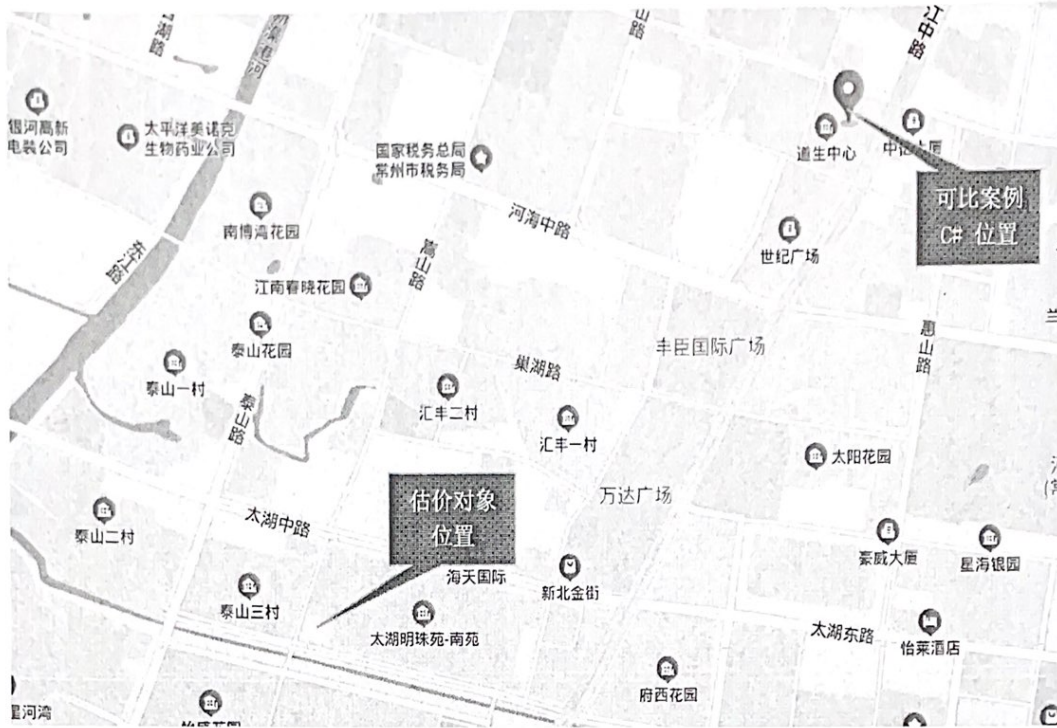 山路
江中路
湖路
银河高新
电装公司
太平洋美诺克
生物药业公司
国家税务总局
常州市税务局
道生中心
可比案例
C# 位置
南博湾花园
河海中路
世纪广场
嵩山路
东江路
江南春晓花园
惠山路
泰山花园
丰臣国际广场
巢湖路
泰山一村
汇丰二村
泰山路
汇丰一村
太阳花园
估价对象
位置
万达广场
太湖中路
泰山二村
豪威大厦
星海银园
海天国际
新北金街
泰山三村
太湖明珠苑-南苑
太湖东路
怡莱酒店
府西花园
星河湾